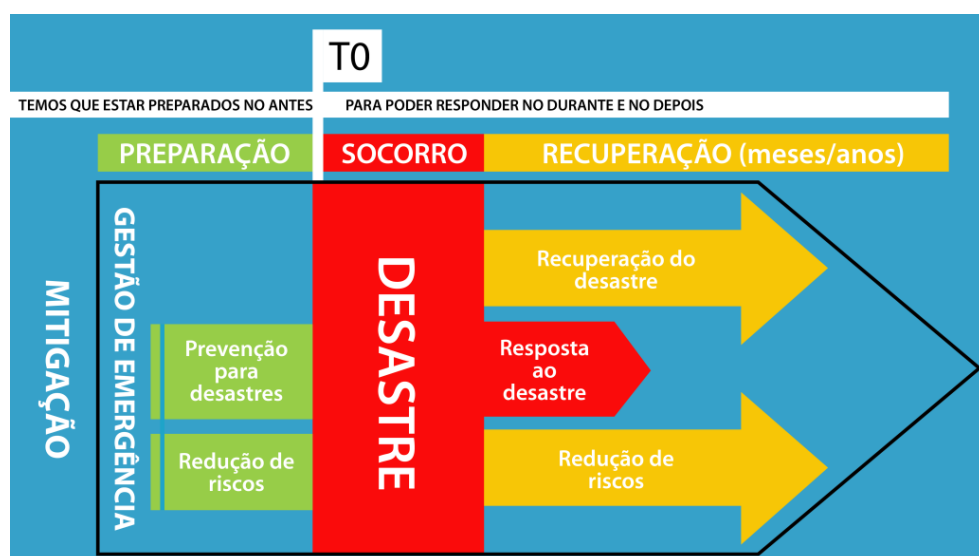 T0
TEMOS QUE ESTAR PREPARADOS NO ANTES
PARA PODER RESPONDER NO DURANTE E NO DEPOIS
PREPARAÇÃO
SOCORRO
RECUPERAÇÃO (meses/anos)
MITIGAÇÃO
GESTÃO DE EMERGÊNCIA
Prevenção
para
desastres
Redução de
riscos
DESASTRE
Recuperação do
desastre
Resposta
ao
desastre
Redução de
riscos